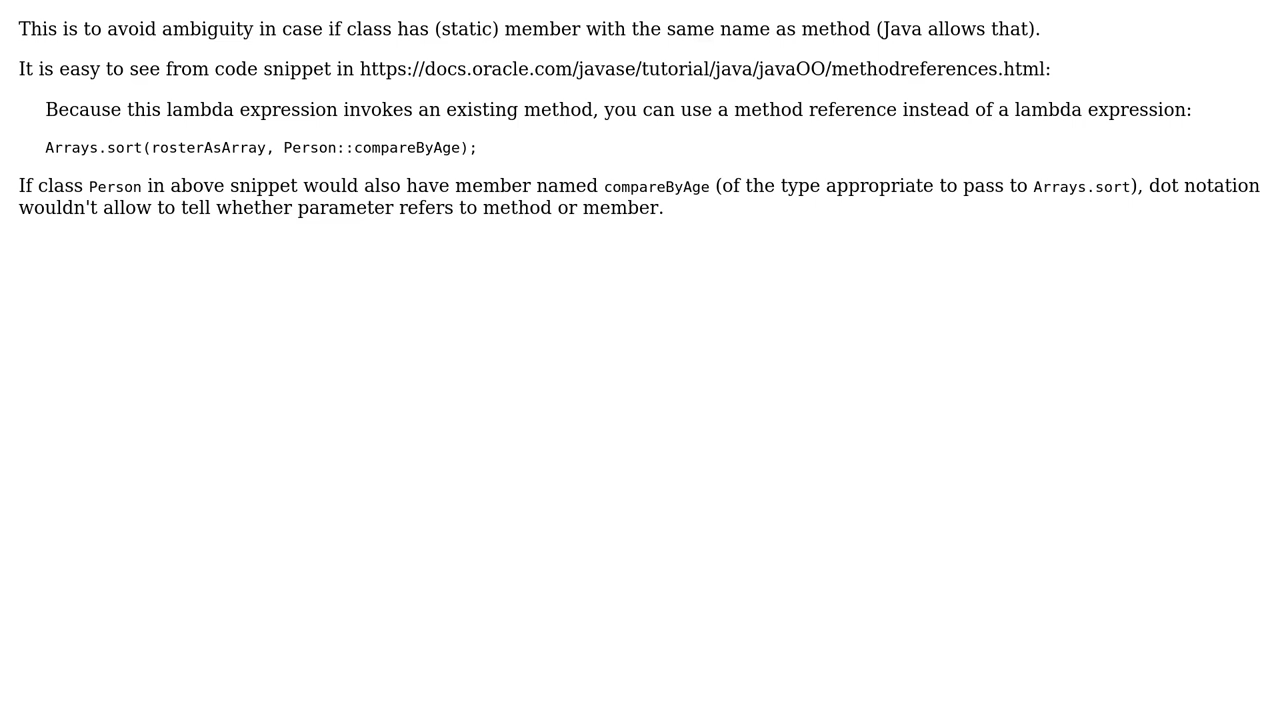 This is to avoid ambiguity in case if class has (static) member with the same name as method (Java allows that).
It is easy to see from code snippet in https://docs.oracle.com/javase/tutorial/java/javaOO/methodreferences.html:
Because this lambda expression invokes an existing method, you can use a method reference instead of a lambda expression:
Arrays.sort(rosterAsArray, Person::compareByAge);
If class Person in above snippet would also have member named compareByAge (of the type appropriate to pass to Arrays.sort), dot notation
wouldn't allow to tell whether parameter refers to method or member.